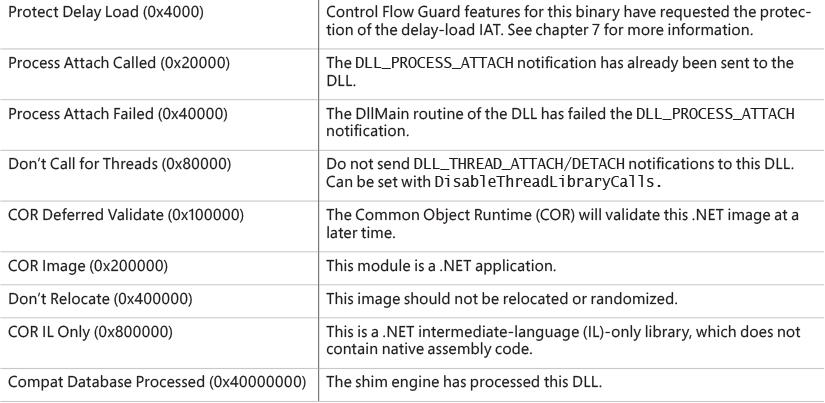 Protect Delay Load (0x4000)
Control Flow Guard features for this binary have requested the protec-
tion of the delay-load IAT. See chapter 7 for more information.
Process Attach Called (0x20000)
The DLL_PROCESS_ATTACH notification has already been sent to the
DLL.
Process Attach Failed (0x40000)
The DllMain routine of the DLL has failed the DLL_PROCESS_ATTACH
notification.
Don’t Call for Threads (0x80000)
Do not send DLL_THREAD_ATTACH/DETACH notifications to this DLL.
Can be set with DisableThreadLibraryCalls.
COR Deferred Validate (0x100000)
The Common Object Runtime (COR) will validate this .NET image at a
later time.
COR Image (0x200000)
This module is a .NET application.
Don’t Relocate (0x400000)
This image should not be relocated or randomized.
COR IL Only (0x800000)
This is a .NET intermediate-language (IL)-only library, which does not
contain native assembly code.
Compat Database Processed (0x40000000)
The shim engine has processed this DLL.